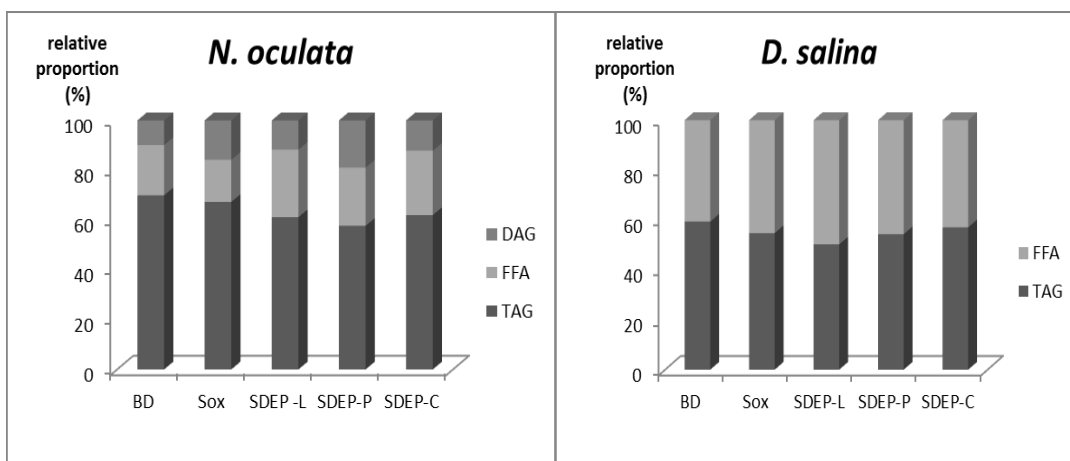 relative
proportion
(%)
N. oculata
100
80
60
40
20
0
BD Sox SDEP -L SDEP-P SDEP-C
DAG
FFA
TAG
relative
proportion
(%)
D. salina
100
80
60
40
20
0
BD Sox SDEP-L SDEP-P SDEP-C
FFA
TAG